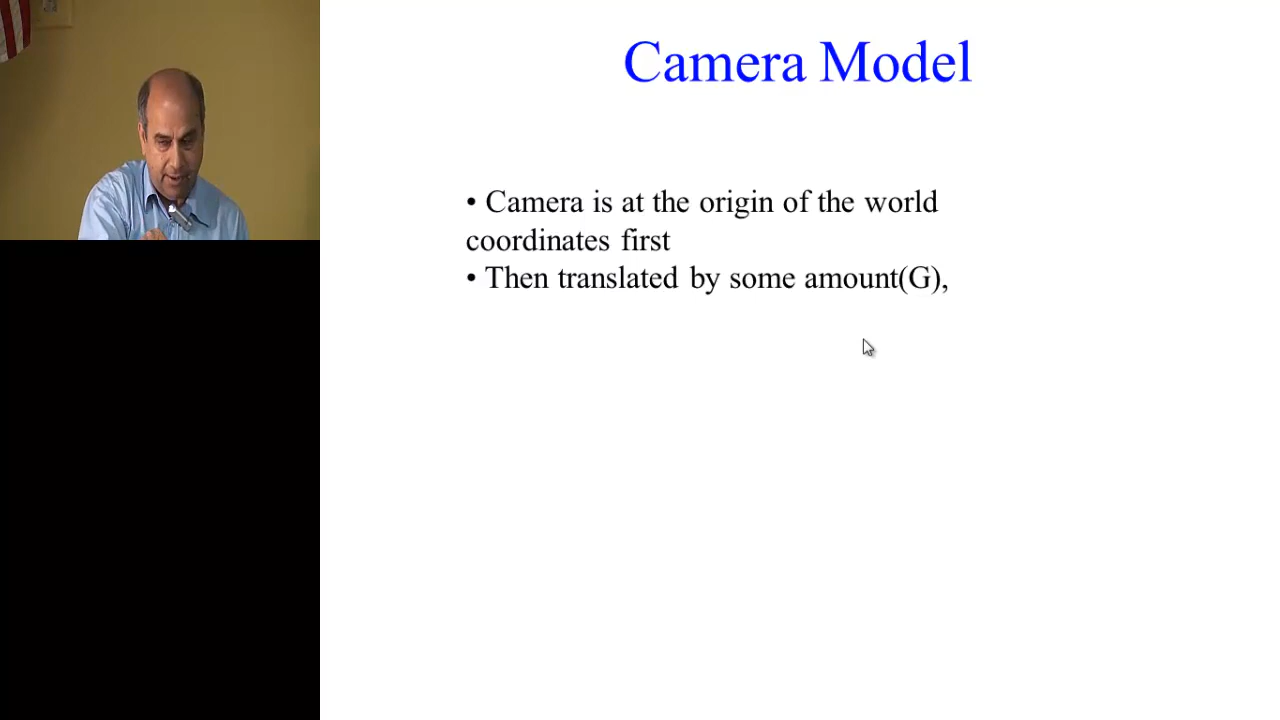 Camera Model
• Camera is at the origin of the world
coordinates first
• Then translated by some amount(G),